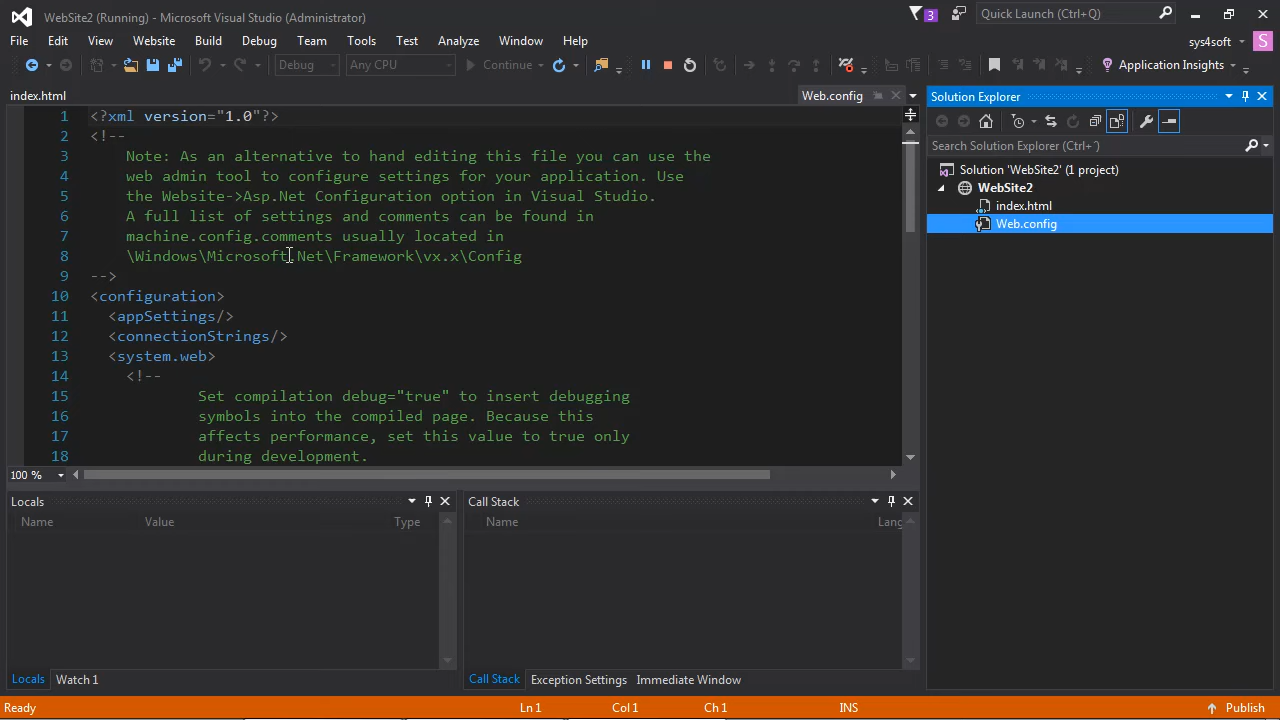 WebSite2 (Running) - Microsoft Visual Studio (Administrator)
3
Quick Launch (Ctrl+Q)
File Edit View Website Build Debug Team Tools Test Analyze Window Help
sys4soft
S
Debug
Any CPU
Continue
Application Insights
index.html
Web.config
Solution Explorer
Search Solution Explorer (Ctrl+`)
Solution 'WebSite2' (1 project)
WebSite2
index.html
Web.config
1 <?xml version="1.0"?>
2 <!--
3 Note: As an alternative to hand editing this file you can use the
4 web admin tool to configure settings for your application. Use
5 the Website->Asp.Net Configuration option in Visual Studio.
6 A full list of settings and comments can be found in
7 machine.config.comments usually located in
8 \Windows\Microsoft.Net\Framework\vx.x\Config
9 -->
10 <configuration>
11 <appSettings/>
12 <connectionStrings/>
13 <system.web>
14 <!--
15 Set compilation debug="true" to insert debugging
16 symbols into the compiled page. Because this
17 affects performance, set this value to true only
18 during development.
100 %
Locals
Name Value Type
Call Stack
Name Lang
Locals Watch 1
Call Stack Exception Settings Immediate Window
Ready
Ln 1 Col 1 Ch 1 INS
Publish